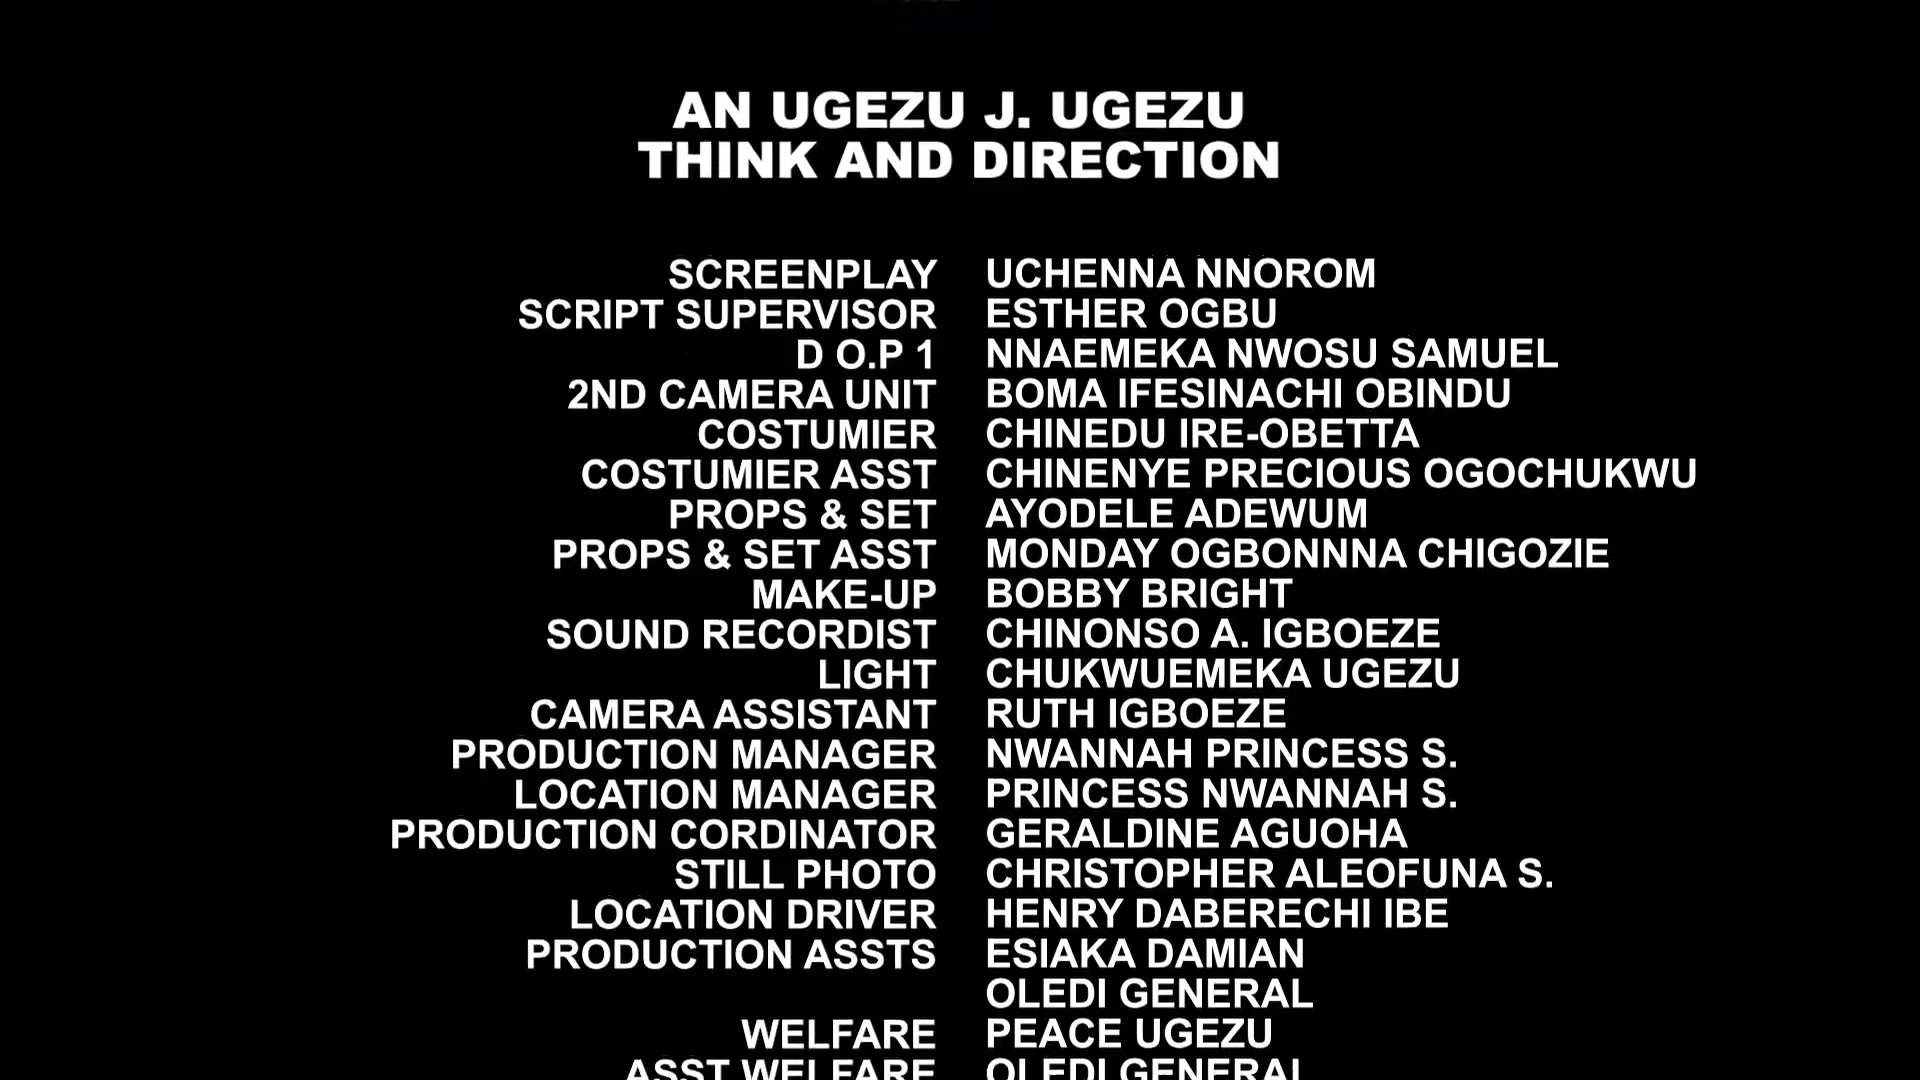 AN UGEZU J. UGEZU
THINK AND DIRECTION
SCREENPLAY UCHENNA NNOROM
SCRIPT SUPERVISOR ESTHER OGBU
D O.P 1 NNAEMEKA NWOSU SAMUEL
2ND CAMERA UNIT BOMA IFESINACHI OBINDU
COSTUMIER CHINEDU IRE-OBETTA
COSTUMIER ASST CHINENYE PRECIOUS OGOCHUKWU
PROPS & SET AYODELE ADEWUM
PROPS & SET ASST MONDAY OGBONNNA CHIGOZIE
MAKE-UP BOBBY BRIGHT
SOUND RECORDIST CHINONSO A. IGBOEZE
LIGHT CHUKWUEMEKA UGEZU
CAMERA ASSISTANT RUTH IGBOEZE
PRODUCTION MANAGER NWANNAH PRINCESS S.
LOCATION MANAGER PRINCESS NWANNAH S.
PRODUCTION CORDINATOR GERALDINE AGUOHA
STILL PHOTO CHRISTOPHER ALEOFUNA S.
LOCATION DRIVER HENRY DABERECHI IBE
PRODUCTION ASSTS ESIAKA DAMIAN
OLEDI GENERAL
WELFARE PEACE UGEZU
ASST WELFARE OLEDI GENERAL